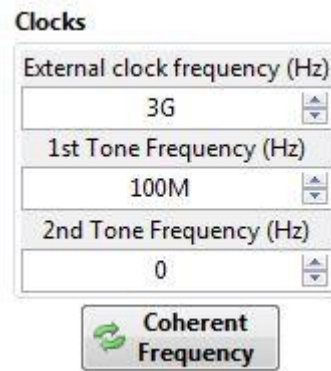 Clocks
External clock frequency (Hz)
3G
1st Tone Frequency (Hz)
100M
2nd Tone Frequency (Hz)
0
Coherent
Frequency